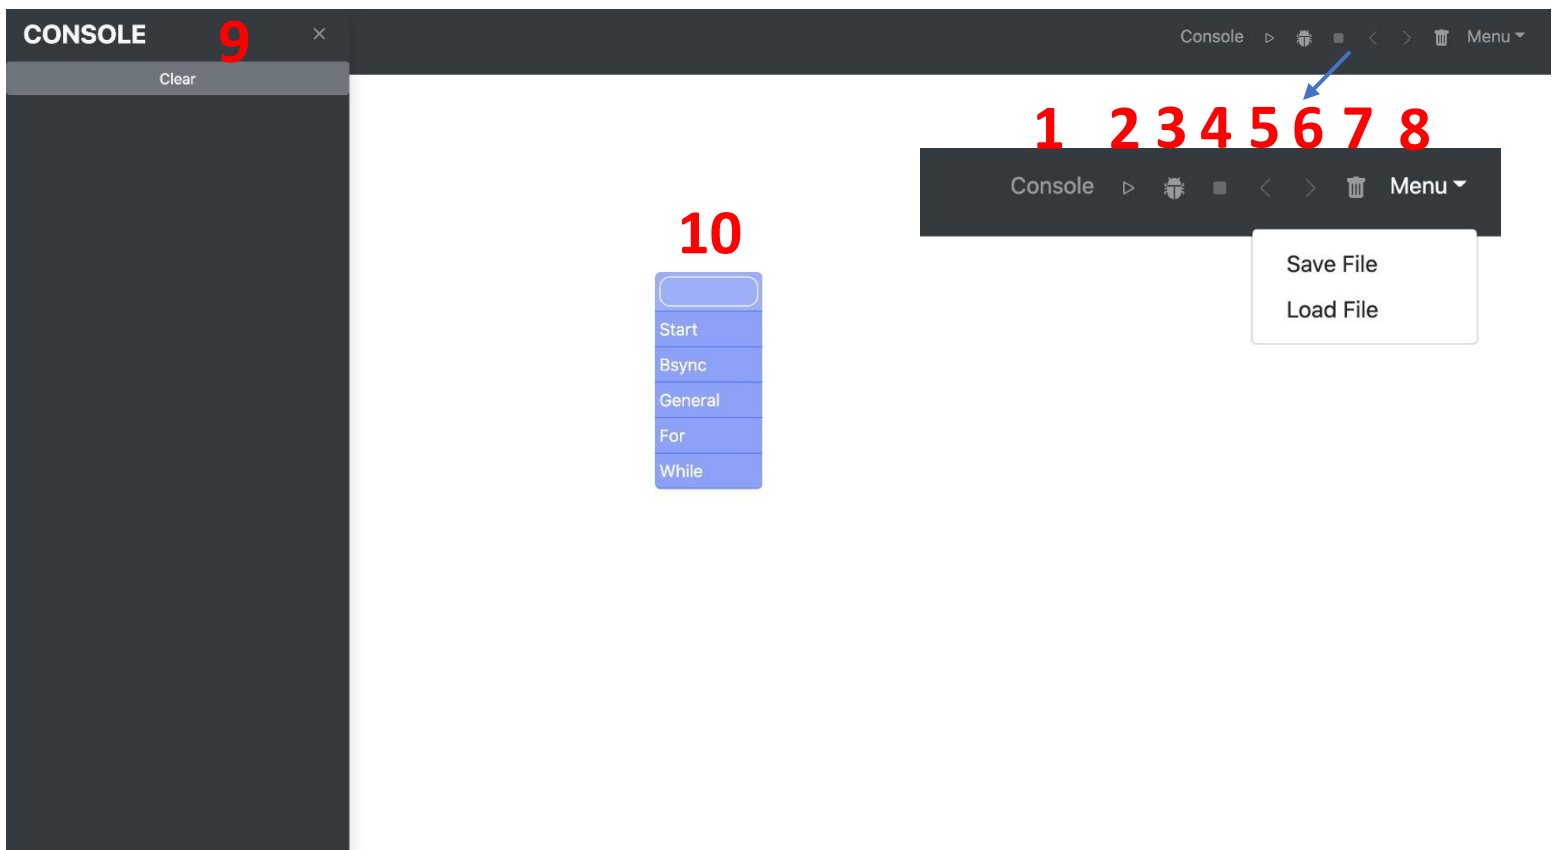 CONSOLE 9 ×
Console Menu
Clear
1 2 3 4 5 6 7 8
Console Menu
10
Save File
Load File
Start
Bsync
General
For
While